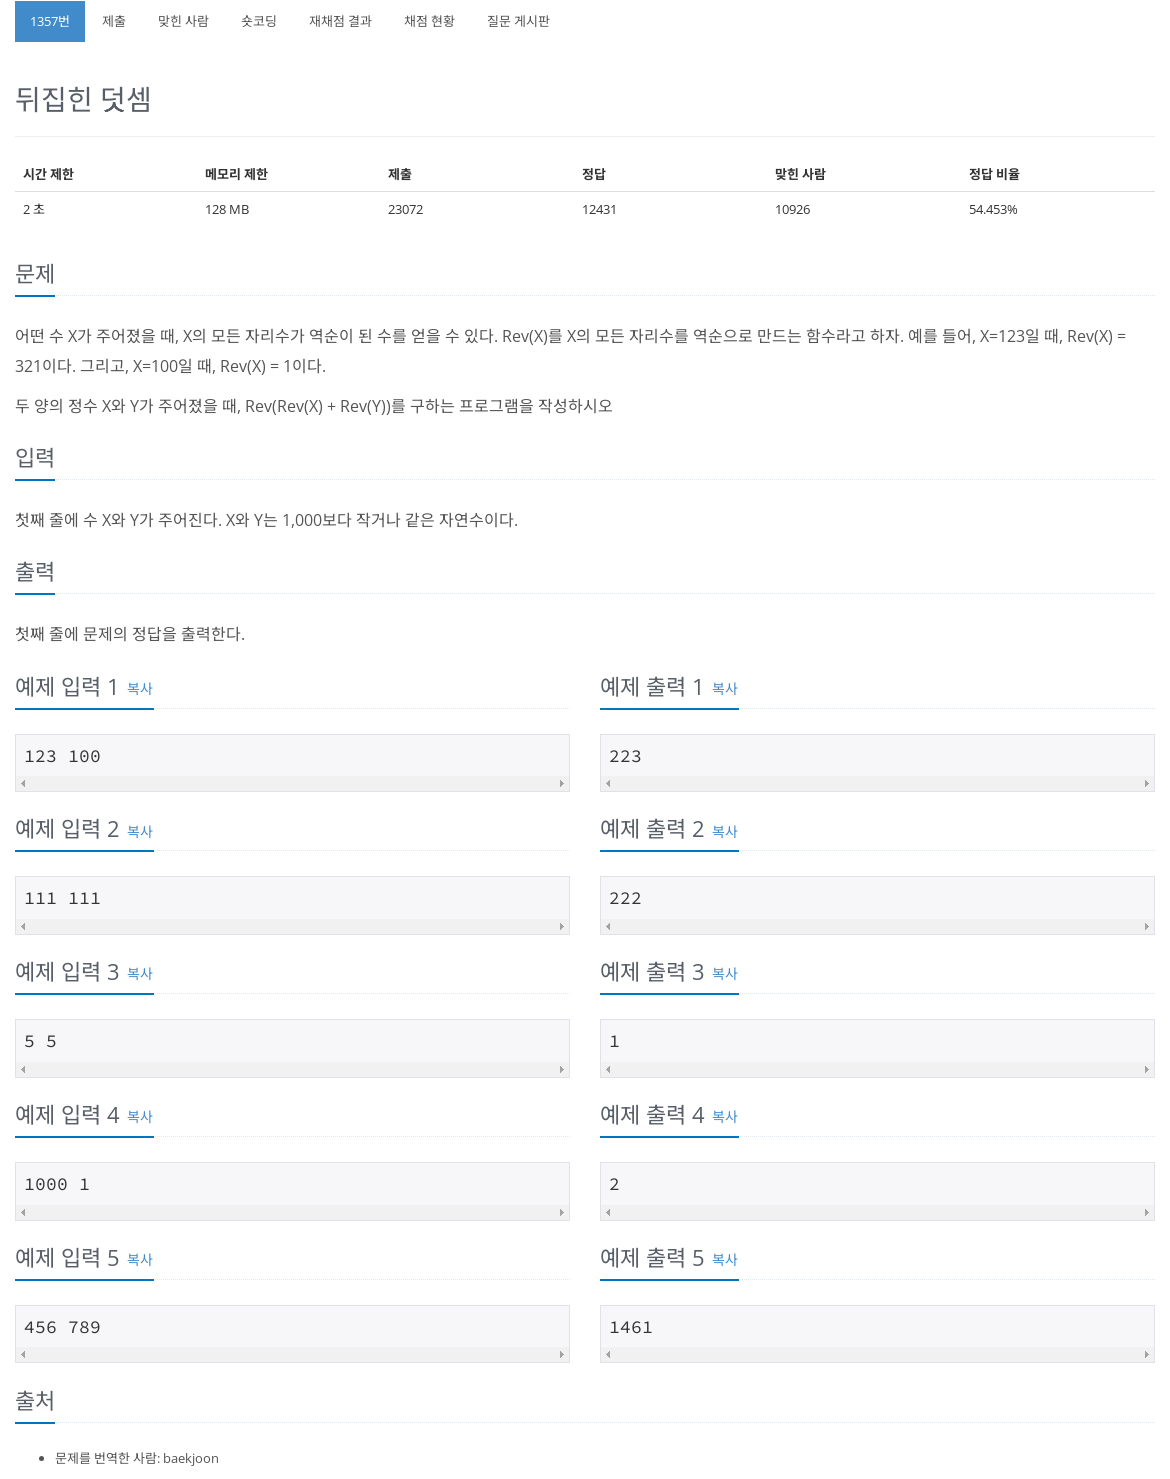 1357번 제출 맞힌 사람 숏코딩 재채점 결과 채점 현황 질문 게시판
뒤집힌 덧셈
시간 제한 메모리 제한 제출 정답 맞힌 사람 정답 비율
2 초 128 MB 23072 12431 10926 54.453%
문제
어떤 수 X가 주어졌을 때, X의 모든 자리수가 역순이 된 수를 얻을 수 있다. Rev(X)를 X의 모든 자리수를 역순으로 만드는 함수라고 하자. 예를 들어, X=123일 때, Rev(X) =
321이다. 그리고, X=100일 때, Rev(X) = 1이다.
두 양의 정수 X와 Y가 주어졌을 때, Rev(Rev(X) + Rev(Y))를 구하는 프로그램을 작성하시오
입력
첫째 줄에 수 X와 Y가 주어진다. X와 Y는 1,000보다 작거나 같은 자연수이다.
출력
첫째 줄에 문제의 정답을 출력한다.
예제 입력 1 복사 예제 출력 1 복사
123 100 223
예제 입력 2 복사 예제 출력 2 복사
111 111 222
예제 입력 3 복사 예제 출력 3 복사
5 5 1
예제 입력 4 복사 예제 출력 4 복사
1000 1 2
예제 입력 5 복사 예제 출력 5 복사
456 789 1461
출처
문제를 번역한 사람: baekjoon